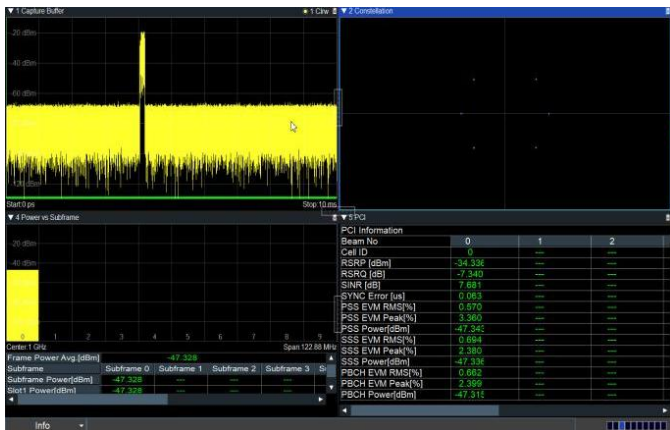 ▼ 1 Capture Buffer
1 Clrw
-20 dBm
-60 dBm
Start 0 ps
Stop 10 ms
▼ 2 Constellation
▼ 4 Power vs Subframe
-20 dBm
0 1 2 3 4 5 6 7 8 9
Center 1 GHz
Span 122.88 MHz
Frame Power Avg.[dBm] -47.328
Subframe Subframe 0 Subframe 1 Subframe 2 Subframe 3
Subframe Power[dBm] -47.328 --- --- ---
Slot1 Power[dBm] -47.328 --- --- ---
▼ 5 PCI
PCI Information
Beam No 0 1 2
Cell ID 0 --- ---
RSRP [dBm] -34.336 --- ---
RSRQ [dB] -7.340 --- ---
SINR [dB] 7.681 --- ---
SYNC Error [us] 0.063 --- ---
PSS EVM RMS[%] 0.570 --- ---
PSS EVM Peak[%] 3.360 --- ---
PSS Power[dBm] -47.343 --- ---
SSS EVM RMS[%] 0.694 --- ---
SSS EVM Peak[%] 2.380 --- ---
SSS Power[dBm] -47.336 --- ---
PBCH EVM RMS[%] 0.662 --- ---
PBCH EVM Peak[%] 2.399 --- ---
PBCH Power[dBm] -47.315 --- ---
Info